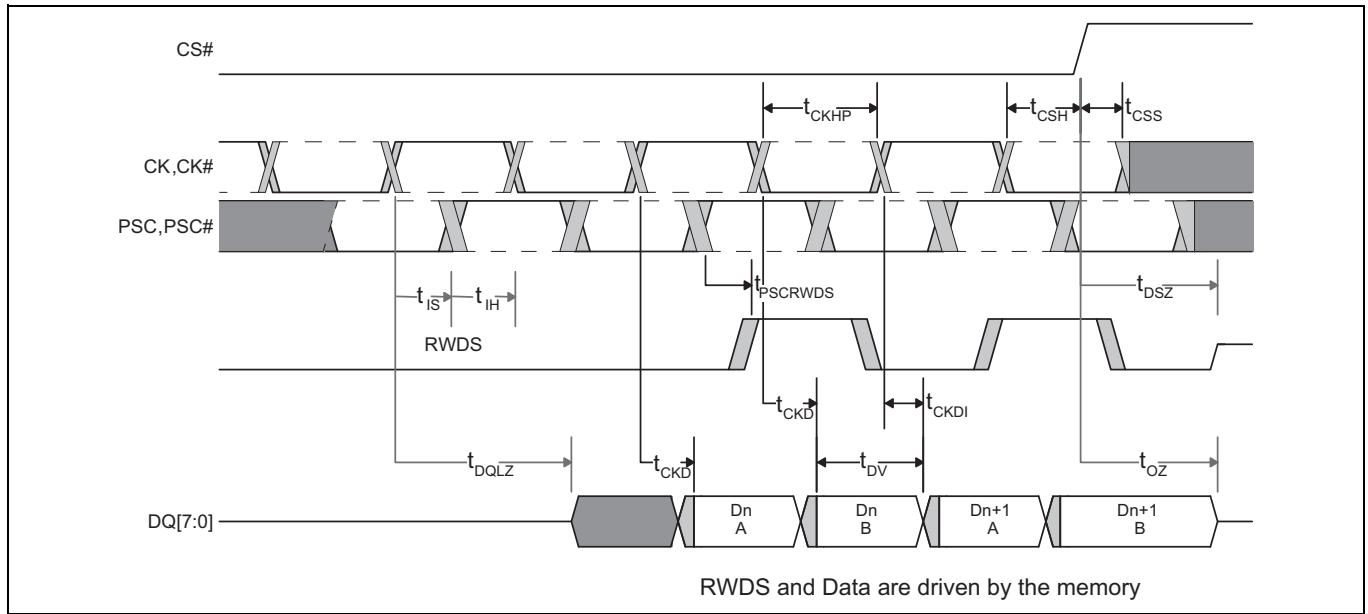 CS#
tCKHP
tCSH
tCSS
CK,CK#
PSC,PSC#
tPSCRWDS
tDSZ
tIS
tIH
RWDS
tCKD
tCKDI
tDQLZ
tCKD
tDV
tOZ
DQ[7:0]
Dn
A
Dn
B
Dn+1
A
Dn+1
B
RWDS and Data are driven by the memory